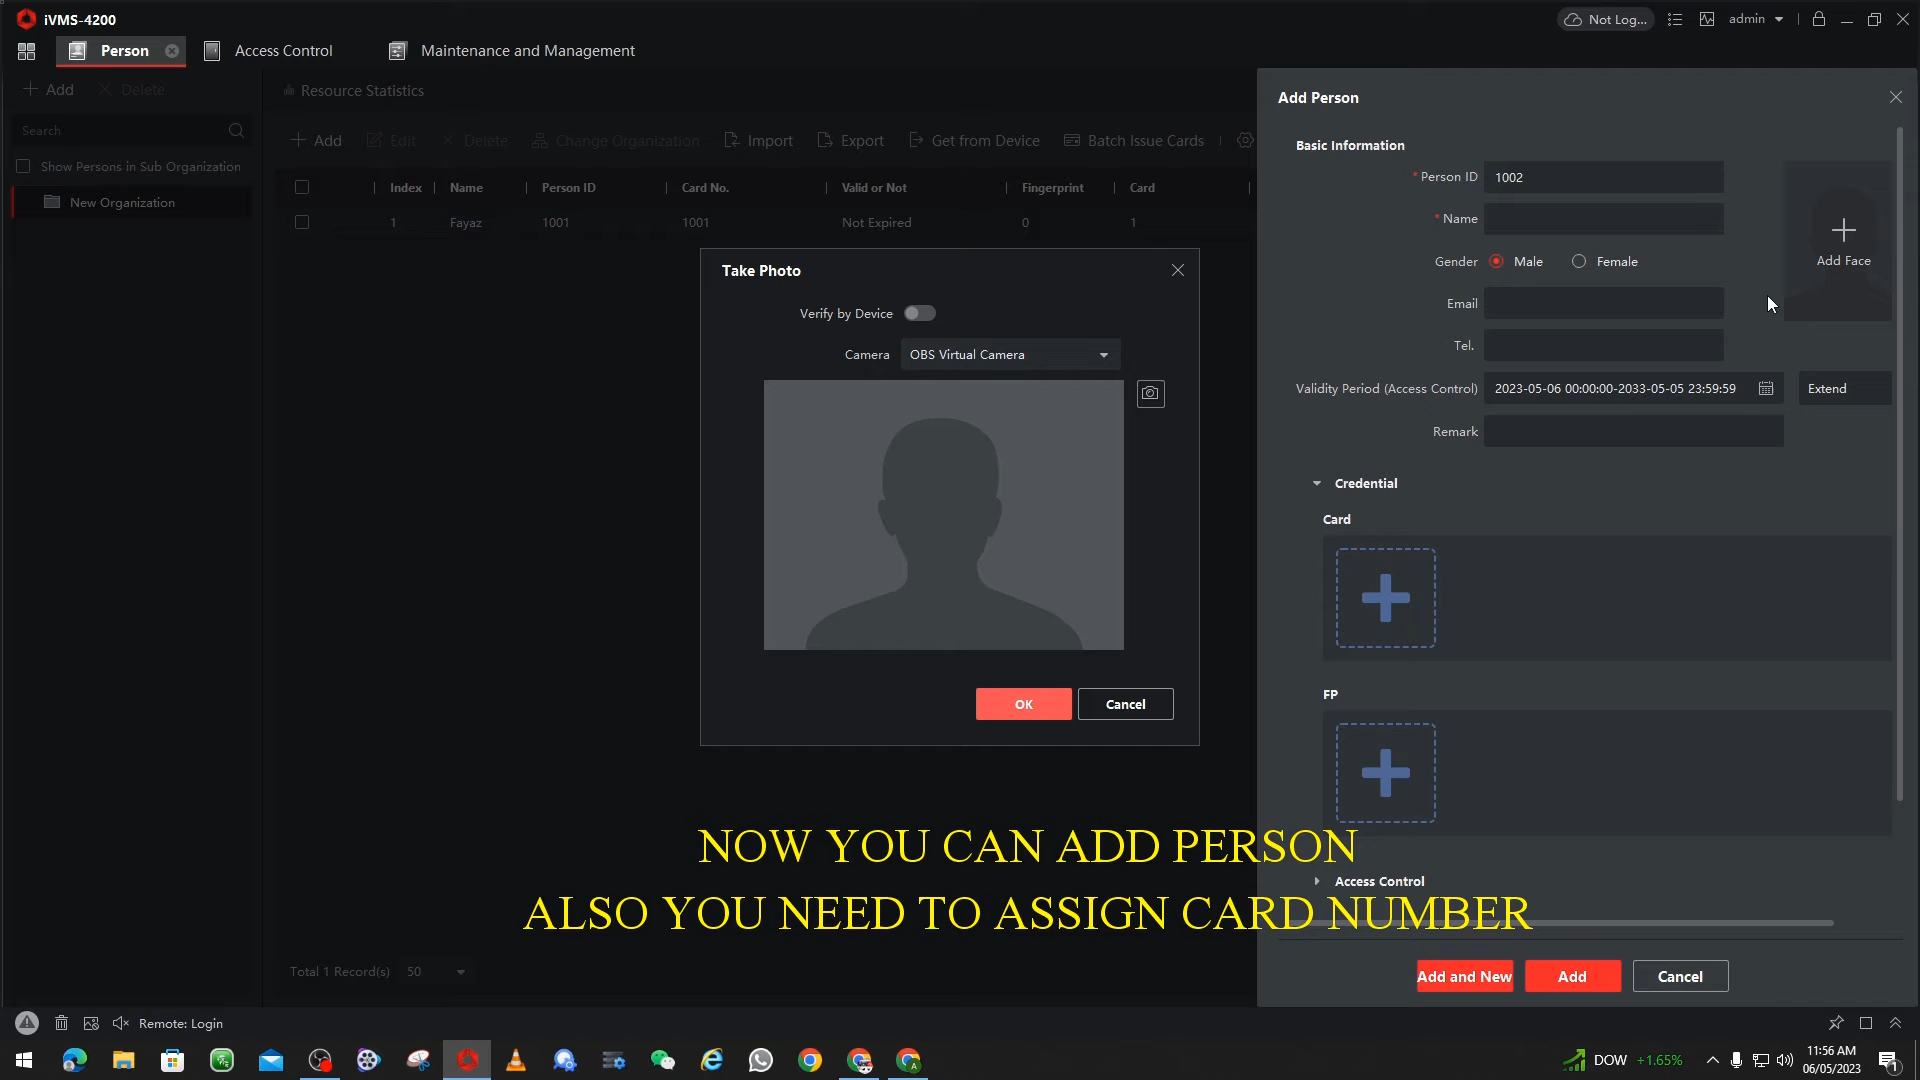 iVMS-4200
Not Log...
admin
Person
Access Control
Maintenance and Management
Add
Delete
Search
Show Persons in Sub Organization
New Organization
Resource Statistics
Add
Edit
Delete
Change Organization
Import
Export
Get from Device
Batch Issue Cards
Index
Name
Person ID
Card No.
Valid or Not
Fingerprint
Card
1
Fayaz
1001
1001
Not Expired
0
1
Total 1 Record(s)
50
Take Photo
Verify by Device
Camera
OBS Virtual Camera
OK
Cancel
Add Person
Basic Information
* Person ID
1002
* Name
Gender
Male
Female
Add Face
Email
Tel.
Validity Period (Access Control)
2023-05-06 00:00:00-2033-05-05 23:59:59
Extend
Remark
Credential
Card
FP
Access Control
Add and New
Add
Cancel
NOW YOU CAN ADD PERSON
ALSO YOU NEED TO ASSIGN CARD NUMBER
Remote: Login
DOW +1.65%
11:56 AM
06/05/2023
1